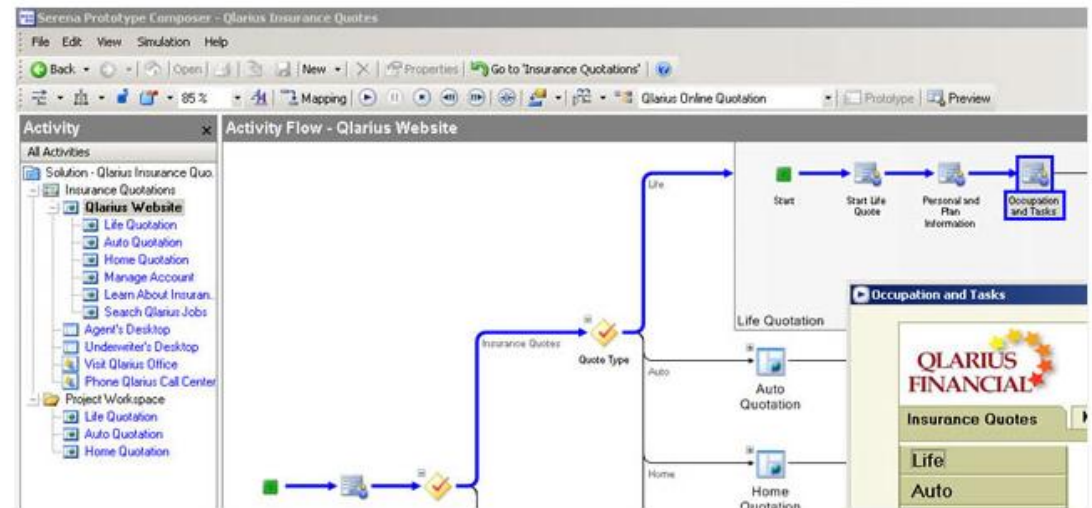 Serena Prototype Composer - Qlarius Insurance Quotes
File Edit View Simulation Help
Back Open New Properties Go to 'Insurance Quotations'
85 % Mapping Qlarius Online Quotation Prototype Preview
Activity x
All Activities
Solution - Qlarius Insurance Quo.
Insurance Quotations
Qlarius Website
Life Quotation
Auto Quotation
Home Quotation
Manage Account
Learn About Insuran.
Search Qlarius Jobs
Agent's Desktop
Underwriter's Desktop
Visit Qlarius Office
Phone Qlarius Call Center
Project Workspace
Life Quotation
Auto Quotation
Home Quotation
Activity Flow - Qlarius Website
Life
Start
Start Life
Quote
Personal and
Plan
Information
Occupation
and Tasks
Life Quotation
Insurance Quotes
Quote Type
Auto
Auto
Quotation
Home
Home
Quotation
Occupation and Tasks
QLARIUS
FINANCIAL
Insurance Quotes
Life
Auto